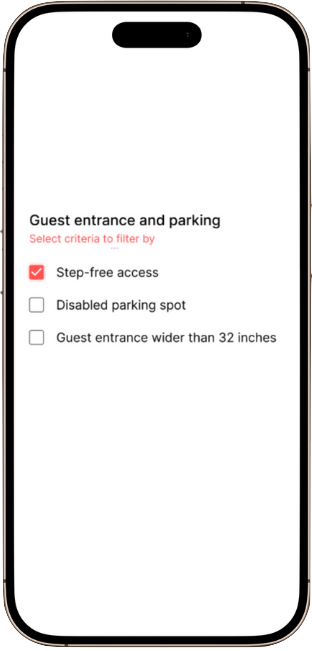 Guest entrance and parking
Select criteria to filter by
Step-free access
Disabled parking spot
Guest entrance wider than 32 inches